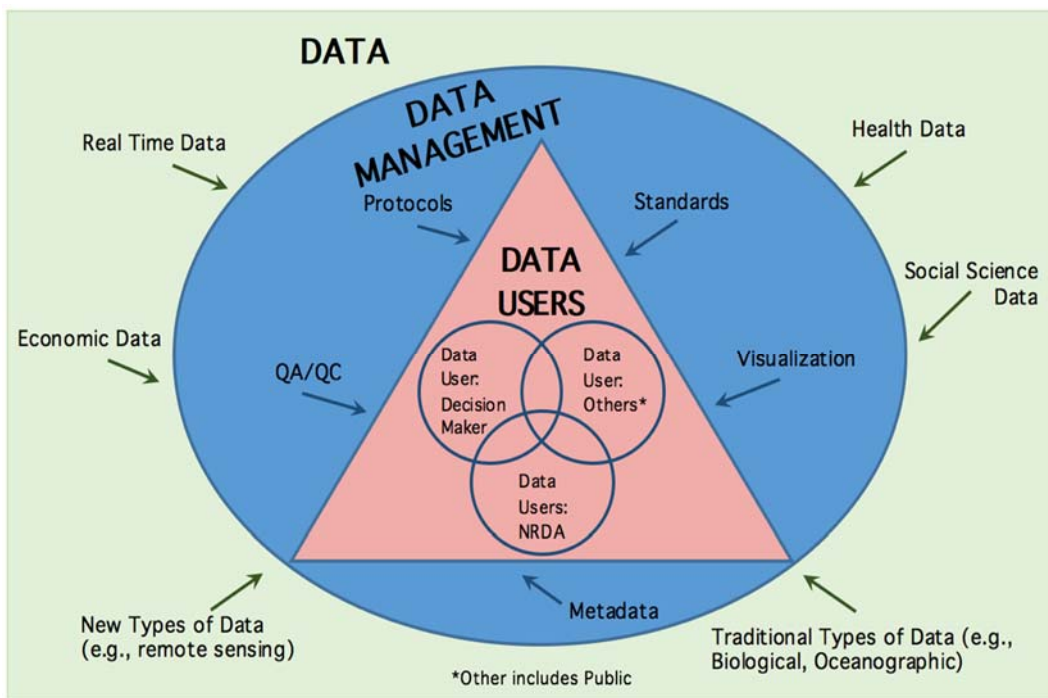 DATA
DATA
MANAGEMENT
Real Time Data
Health Data
Protocols
Standards
DATA
USERS
Social Science
Data
Economic Data
QA/QC
Visualization
Data
User:
Decision
Maker
Data
User:
Others*
Data
Users:
NRDA
Metadata
New Types of Data
(e.g., remote sensing)
Traditional Types of Data (e.g.,
Biological, Oceanographic)
*Other includes Public